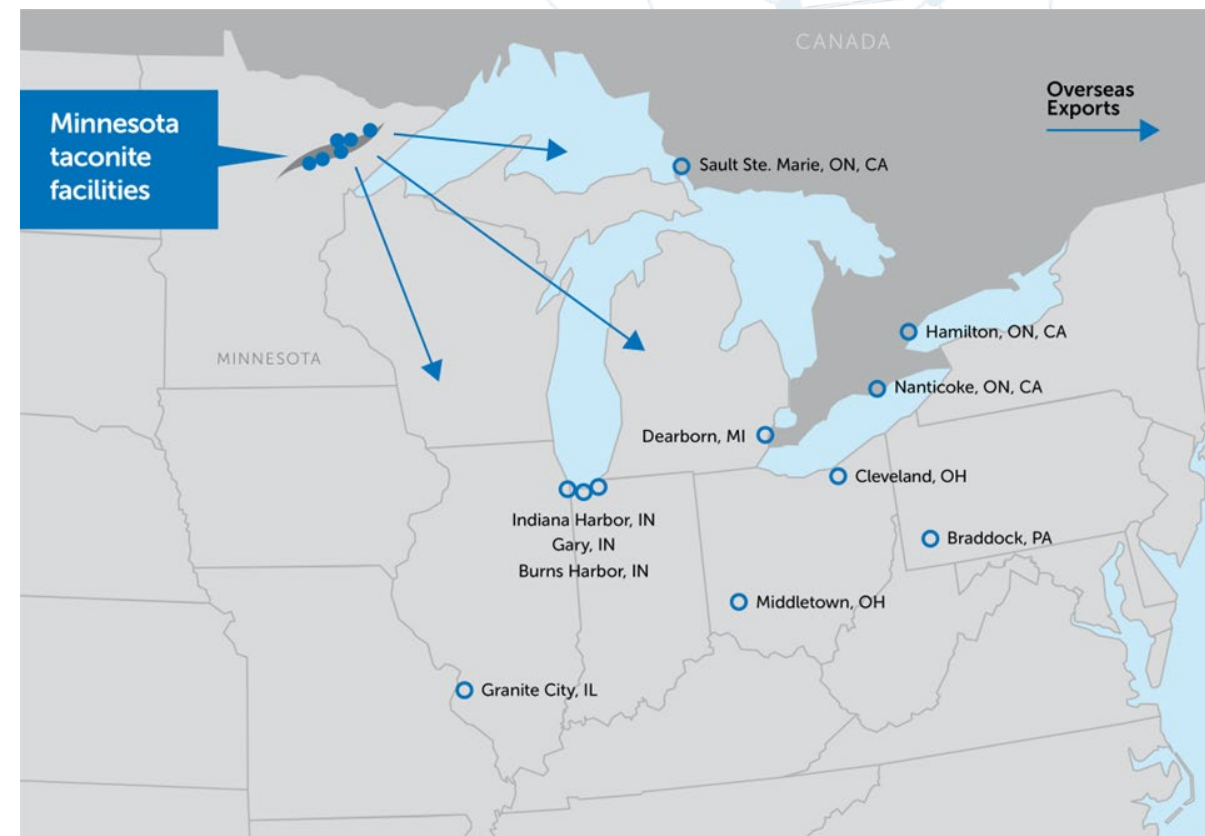 CANADA
Overseas
Exports
Minnesota
taconite
facilities
Sault Ste. Marie, ON, CA
Hamilton, ON, CA
MINNESOTA
Nanticoke, ON, CA
Dearborn, MI
Cleveland, OH
Indiana Harbor, IN
Gary, IN
Burns Harbor, IN
Braddock, PA
Middletown, OH
Granite City, IL